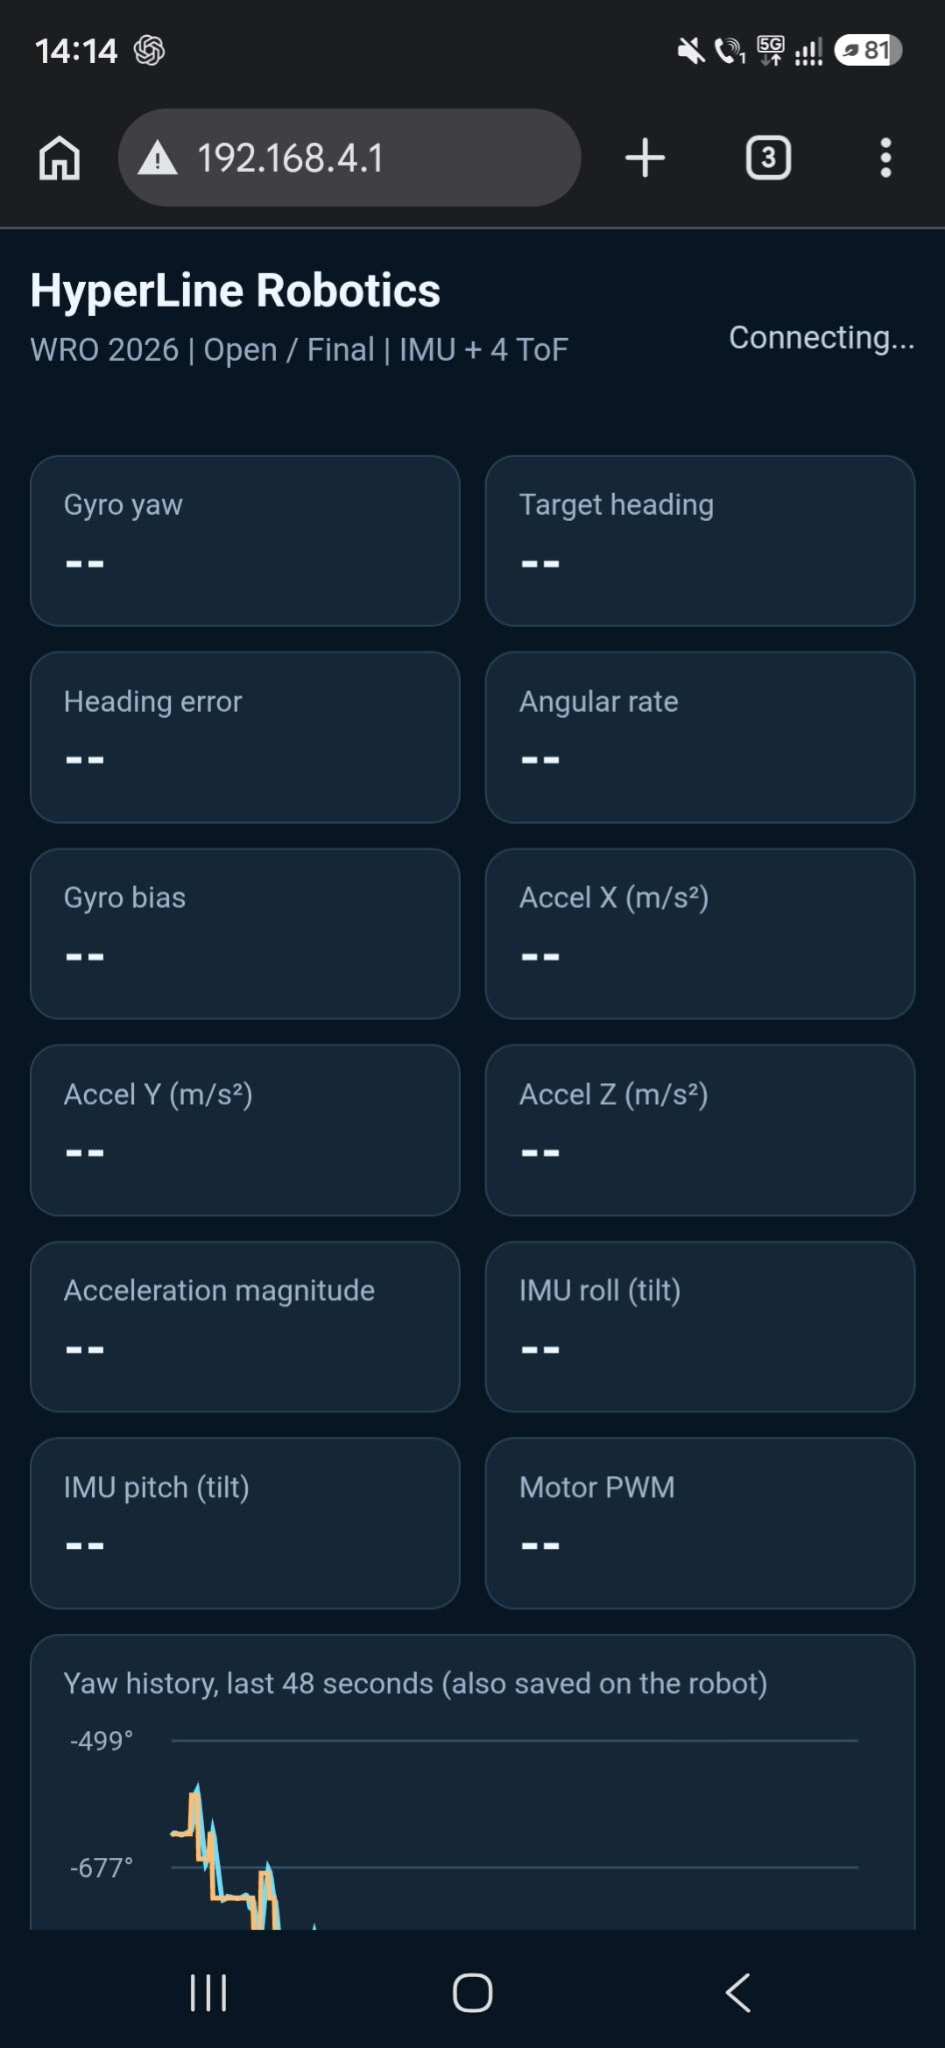 14:14
5G
1
81
192.168.4.1
3
HyperLine Robotics
WRO 2026 | Open / Final | IMU + 4 ToF
Connecting...
Gyro yaw
--
Target heading
--
Heading error
--
Angular rate
--
Gyro bias
--
Accel X (m/s²)
--
Accel Y (m/s²)
--
Accel Z (m/s²)
--
Acceleration magnitude
--
IMU roll (tilt)
--
IMU pitch (tilt)
--
Motor PWM
--
Yaw history, last 48 seconds (also saved on the robot)
-499°
-677°